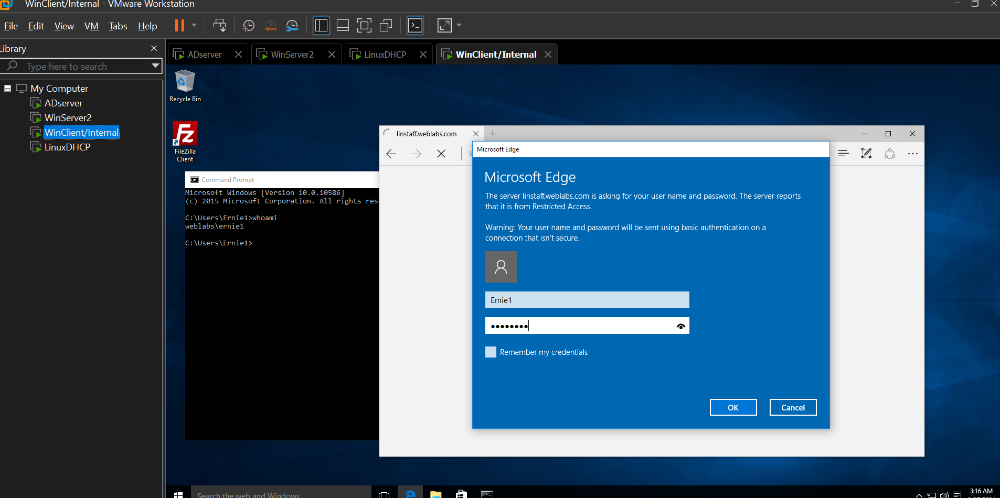 WinClient/Internal - VMware Workstation
File Edit View VM Tabs Help
Library
Type here to search
My Computer
ADserver
WinServer2
WinClient/Internal
LinuxDHCP
ADserver
WinServer2
LinuxDHCP
WinClient/Internal
Recycle Bin
FileZilla
Client
Command Prompt
Microsoft Windows [Version 10.0.10586]
(c) 2015 Microsoft Corporation. All rights res
C:\Users\Ernie1>whoami
weblabs\ernie1
C:\Users\Ernie1>
linstaff.weblabs.com
Microsoft Edge
Microsoft Edge
The server linstaff.weblabs.com is asking for your user name and password. The server reports
that it is from Restricted Access.
Warning: Your user name and password will be sent using basic authentication on a
connection that isn't secure.
Ernie1
Remember my credentials
OK
Cancel
Search the web and Windows
3:16 AM